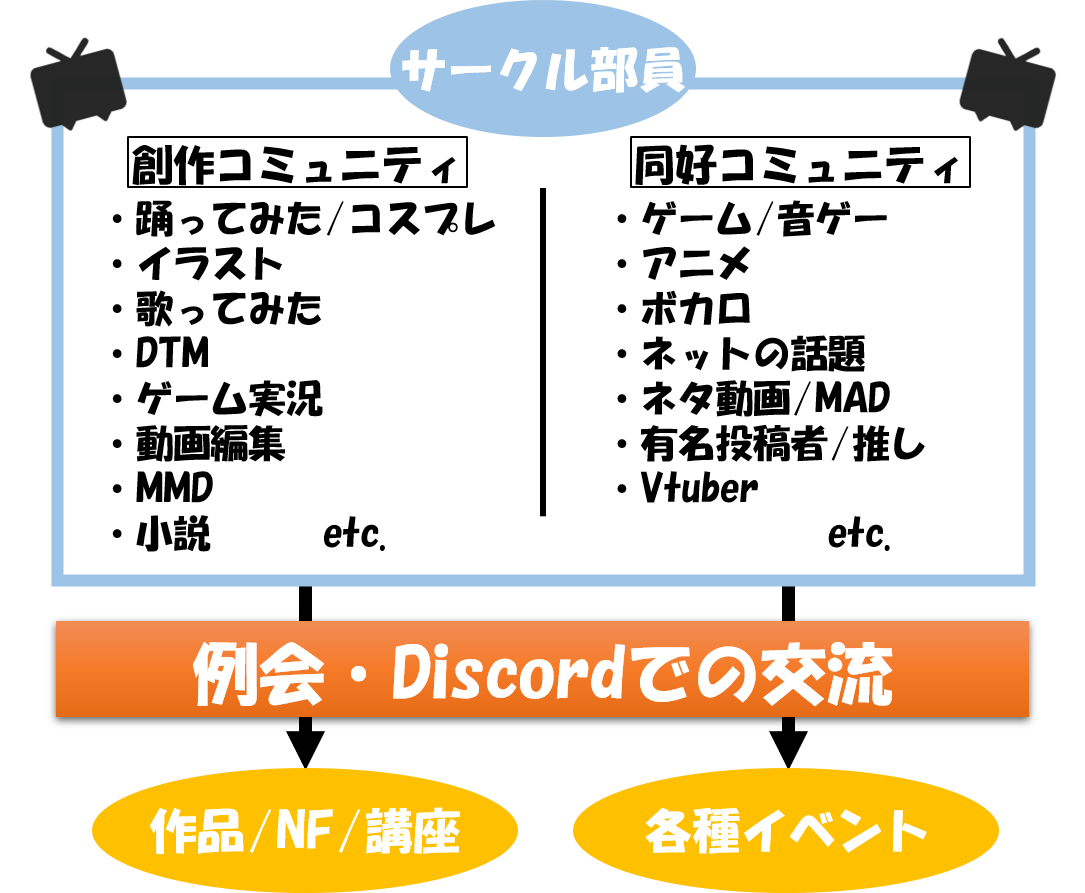 サークル部員
創作コミュニティ
・踊ってみた/コスプレ
・イラスト
・歌ってみた
・DTM
・ゲーム実況
・動画編集
・MMD
・小説 etc.
同好コミュニティ
・ゲーム/音ゲー
・アニメ
・ボカロ
・ネットの話題
・ネタ動画/MAD
・有名投稿者/推し
・Vtuber
etc.
例会・Discordでの交流
作品/NF/講座
各種イベント